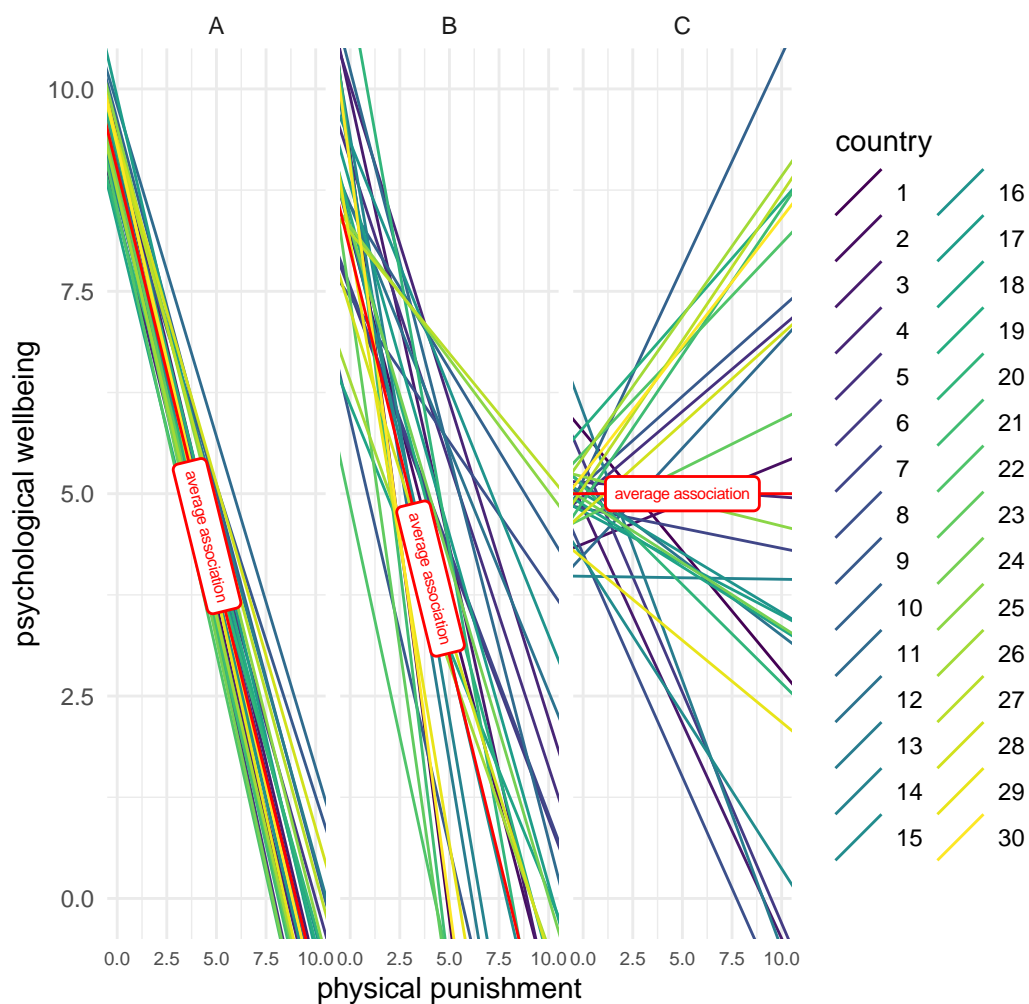 A B C
10.0
7.5
5.0
2.5
0.0
psychological wellbeing
average association
average association
average association
0.0 2.5 5.0 7.5 10.0 0.0 2.5 5.0 7.5 10.0 0.0 2.5 5.0 7.5 10.0
physical punishment
country
1 16
2 17
3 18
4 19
5 20
6 21
7 22
8 23
9 24
10 25
11 26
12 27
13 28
14 29
15 30